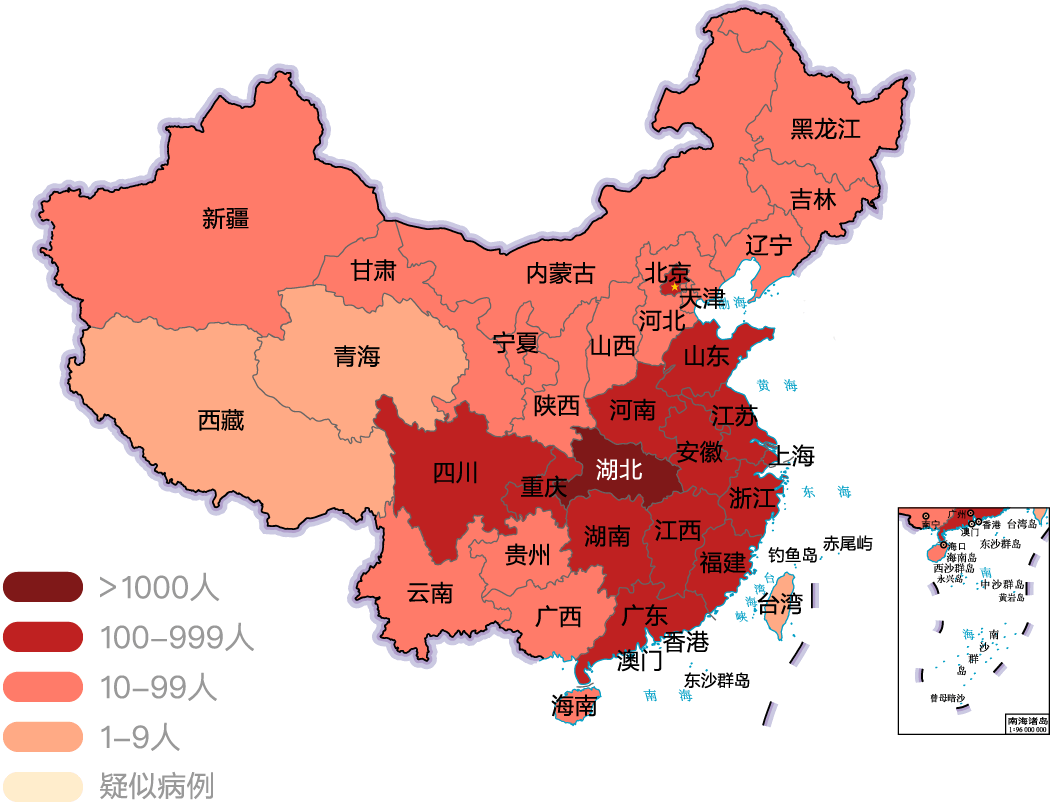 黑龙江
吉林
辽宁
新疆
甘肃
内蒙古
北京
天津
渤海
河北
宁夏
山西
山东
青海
黄海
陕西
河南
江苏
西藏
安徽
上海
四川
重庆
湖北
浙江
东海
湖南
江西
贵州
福建
钓鱼岛
赤尾屿
云南
广西
广东
台湾
台湾海峡
香港
澳门
东沙群岛
南海
海南
>1000人
100-999人
10-99人
1-9人
疑似病例
广州
南宁
香港
台湾岛
澳门
海口
东沙群岛
海南岛
西沙群岛
南
永兴岛
中沙群岛
黄岩岛
海
南沙群岛
曾母暗沙
南海诸岛
1:96 000 000